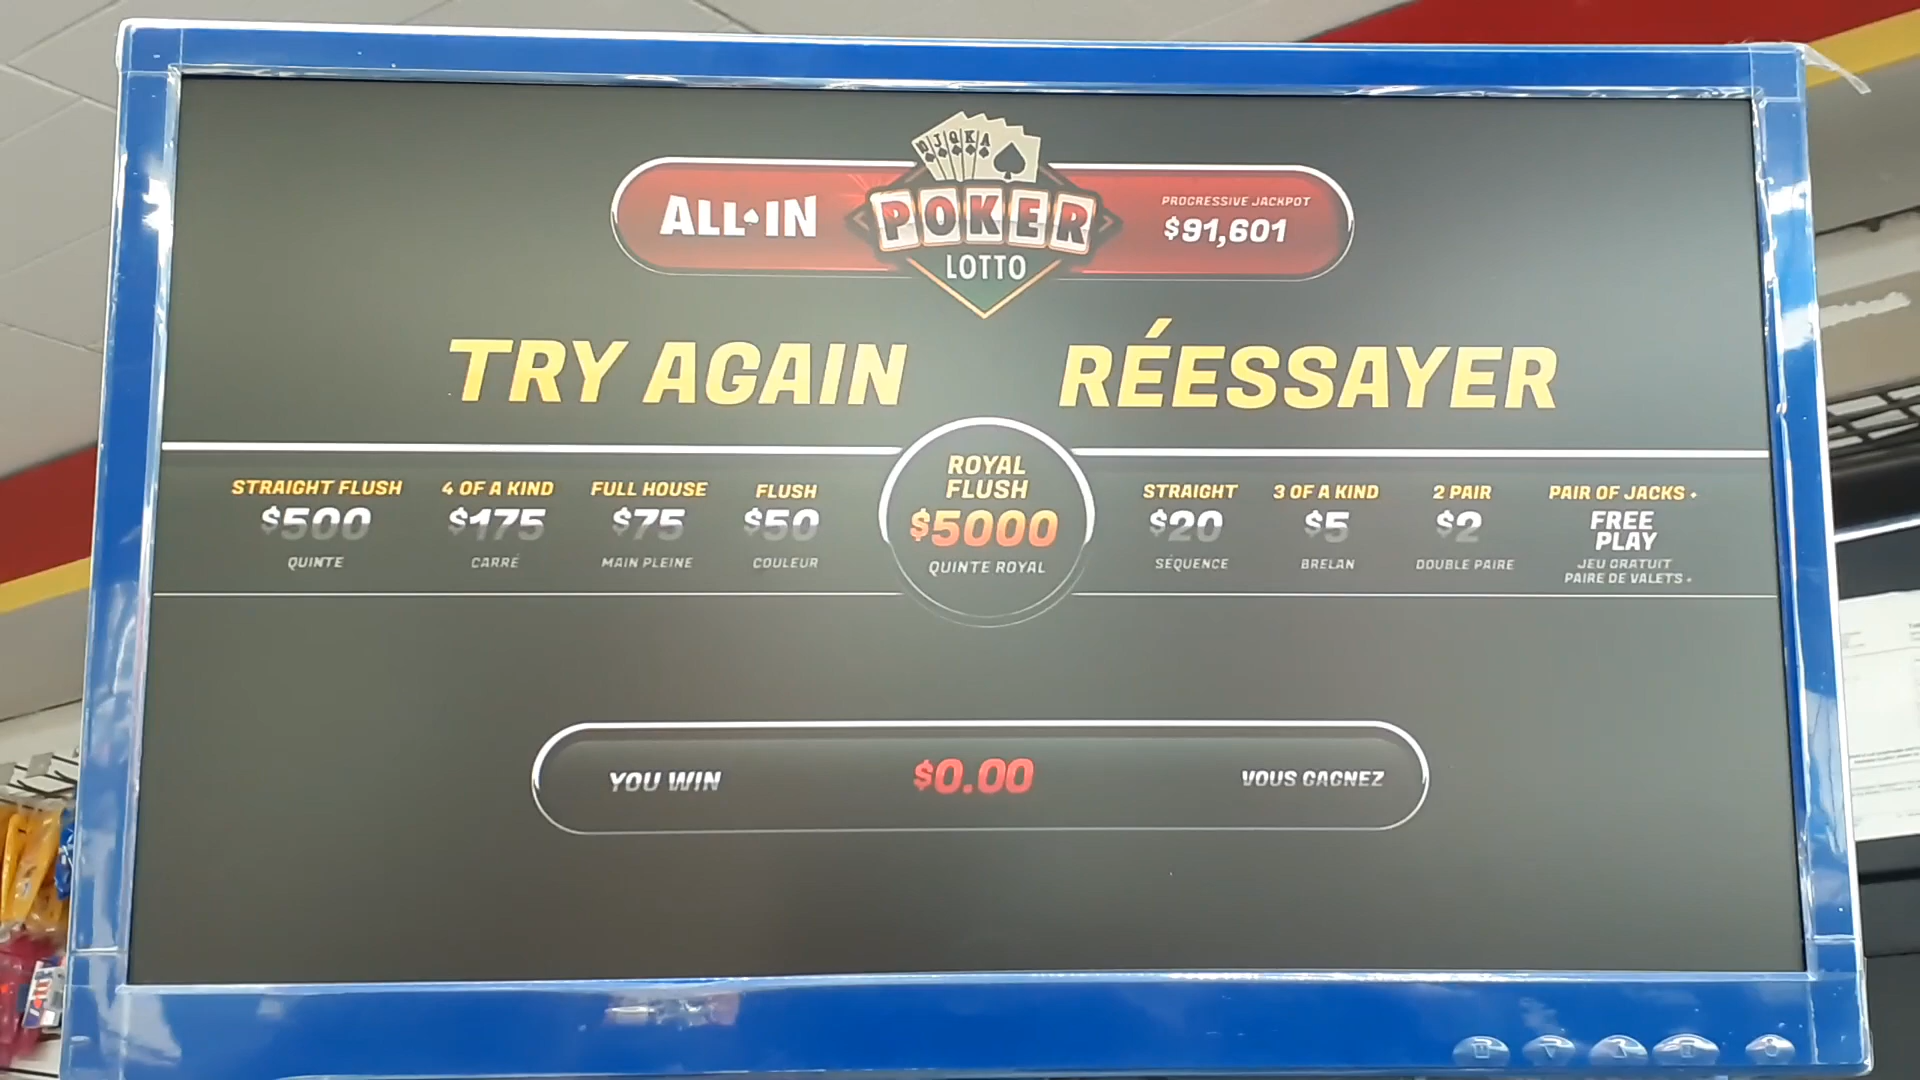 10 J Q K A
ALL IN
POKER
LOTTO
PROGRESSIVE JACKPOT
$91,601
TRY AGAIN
RÉESSAYER
STRAIGHT FLUSH
$500
QUINTE
4 OF A KIND
$175
CARRÉ
FULL HOUSE
$75
MAIN PLEINE
FLUSH
$50
COULEUR
ROYAL
FLUSH
$5000
QUINTE ROYAL
STRAIGHT
$20
SÉQUENCE
3 OF A KIND
$5
BRELAN
2 PAIR
$2
DOUBLE PAIRE
PAIR OF JACKS +
FREE
PLAY
JEU GRATUIT
PAIRE DE VALETS +
YOU WIN
$0.00
VOUS GAGNEZ